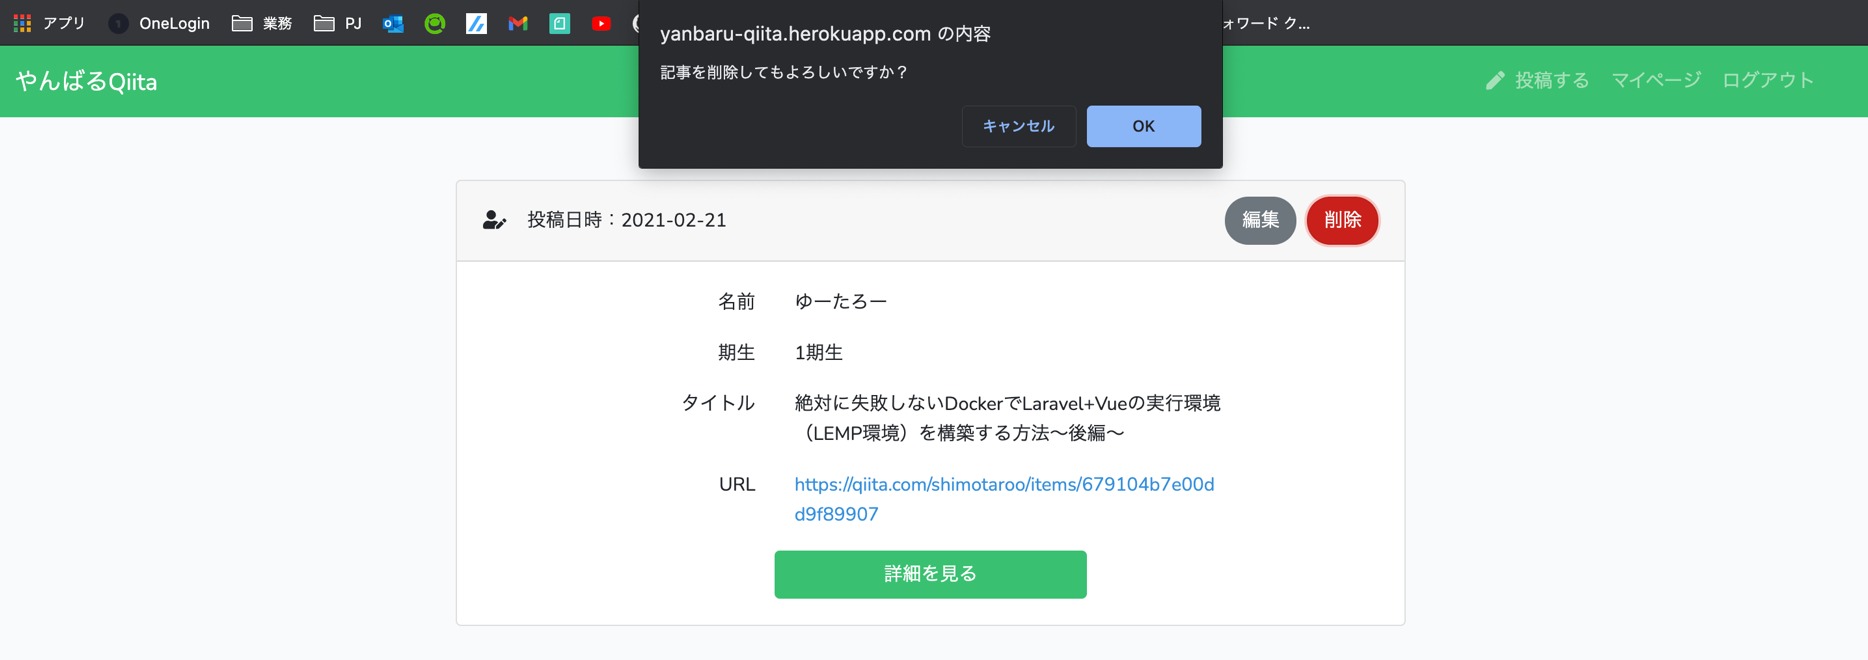 アプリ OneLogin 業務 PJ ォワード ク...
yanbaru-qiita.herokuapp.com の内容
記事を削除してもよろしいですか？
キャンセル OK
やんばるQiita 投稿する マイページ ログアウト
投稿日時：2021-02-21 編集 削除
名前 ゆーたろー
期生 1期生
タイトル 絶対に失敗しないDockerでLaravel+Vueの実行環境
（LEMP環境）を構築する方法〜後編〜
URL https://qiita.com/shimotaroo/items/679104b7e00d
d9f89907
詳細を見る